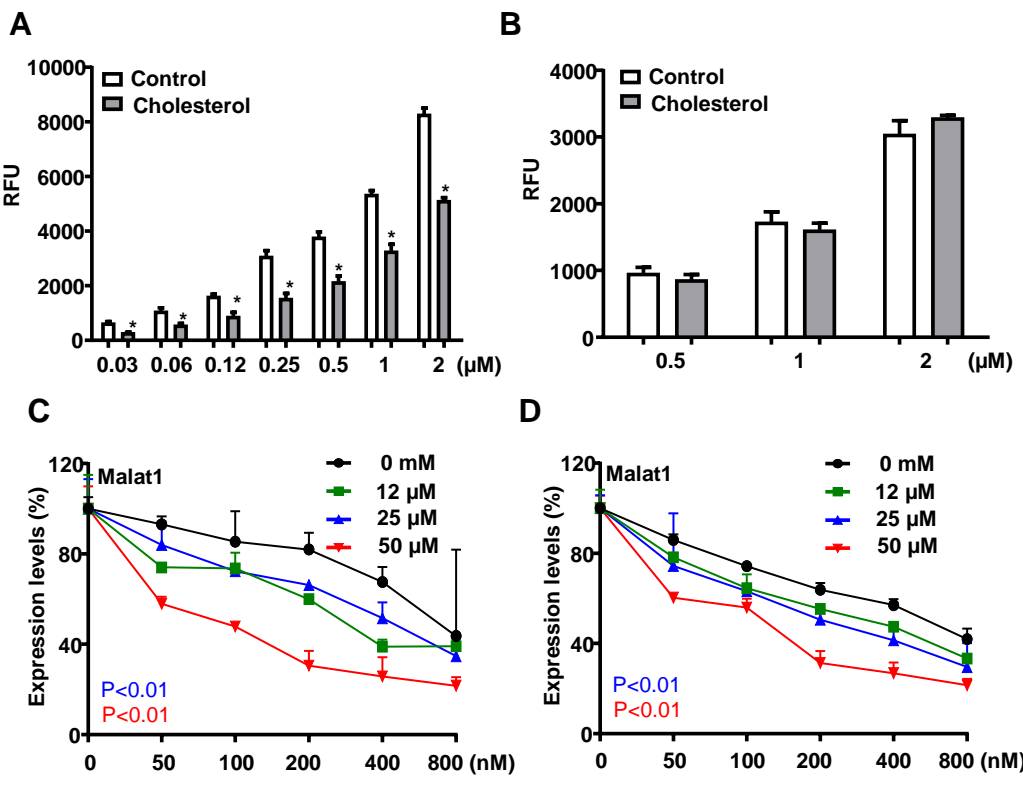 A
10000
8000
6000
4000
2000
0
RFU
Control
Cholesterol
*
*
*
*
*
*
*
0.03 0.06 0.12 0.25 0.5 1 2 (µM)
B
4000
3000
2000
1000
0
RFU
Control
Cholesterol
0.5 1 2 (µM)
C
120
80
40
0
Expression levels (%)
Malat1
0 mM
12 µM
25 µM
50 µM
P<0.01
P<0.01
0 50 100 200 400 800 (nM)
D
120
80
40
0
Expression levels (%)
Malat1
0 mM
12 µM
25 µM
50 µM
P<0.01
P<0.01
0 50 100 200 400 800 (nM)